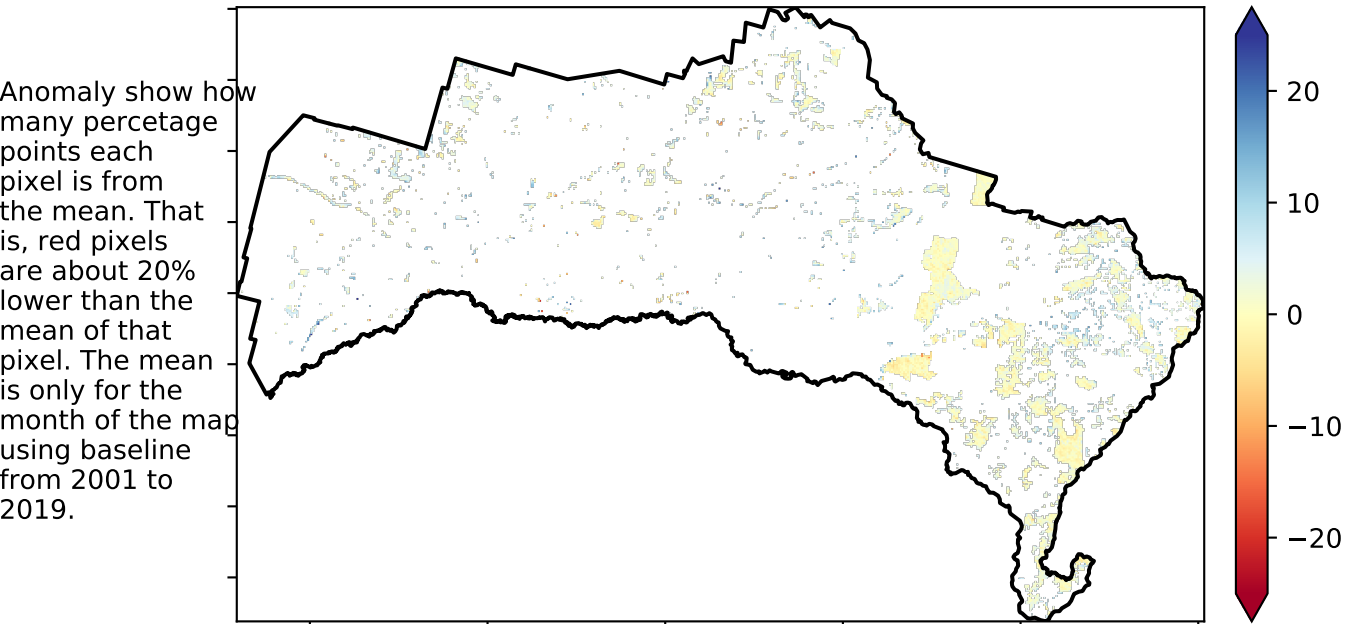 Anomaly show how
many percetage
points each
pixel is from
the mean. That
is, red pixels
are about 20%
lower than the
mean of that
pixel. The mean
is only for the
month of the map
using baseline
from 2001 to
2019.
20
10
0
−10
−20